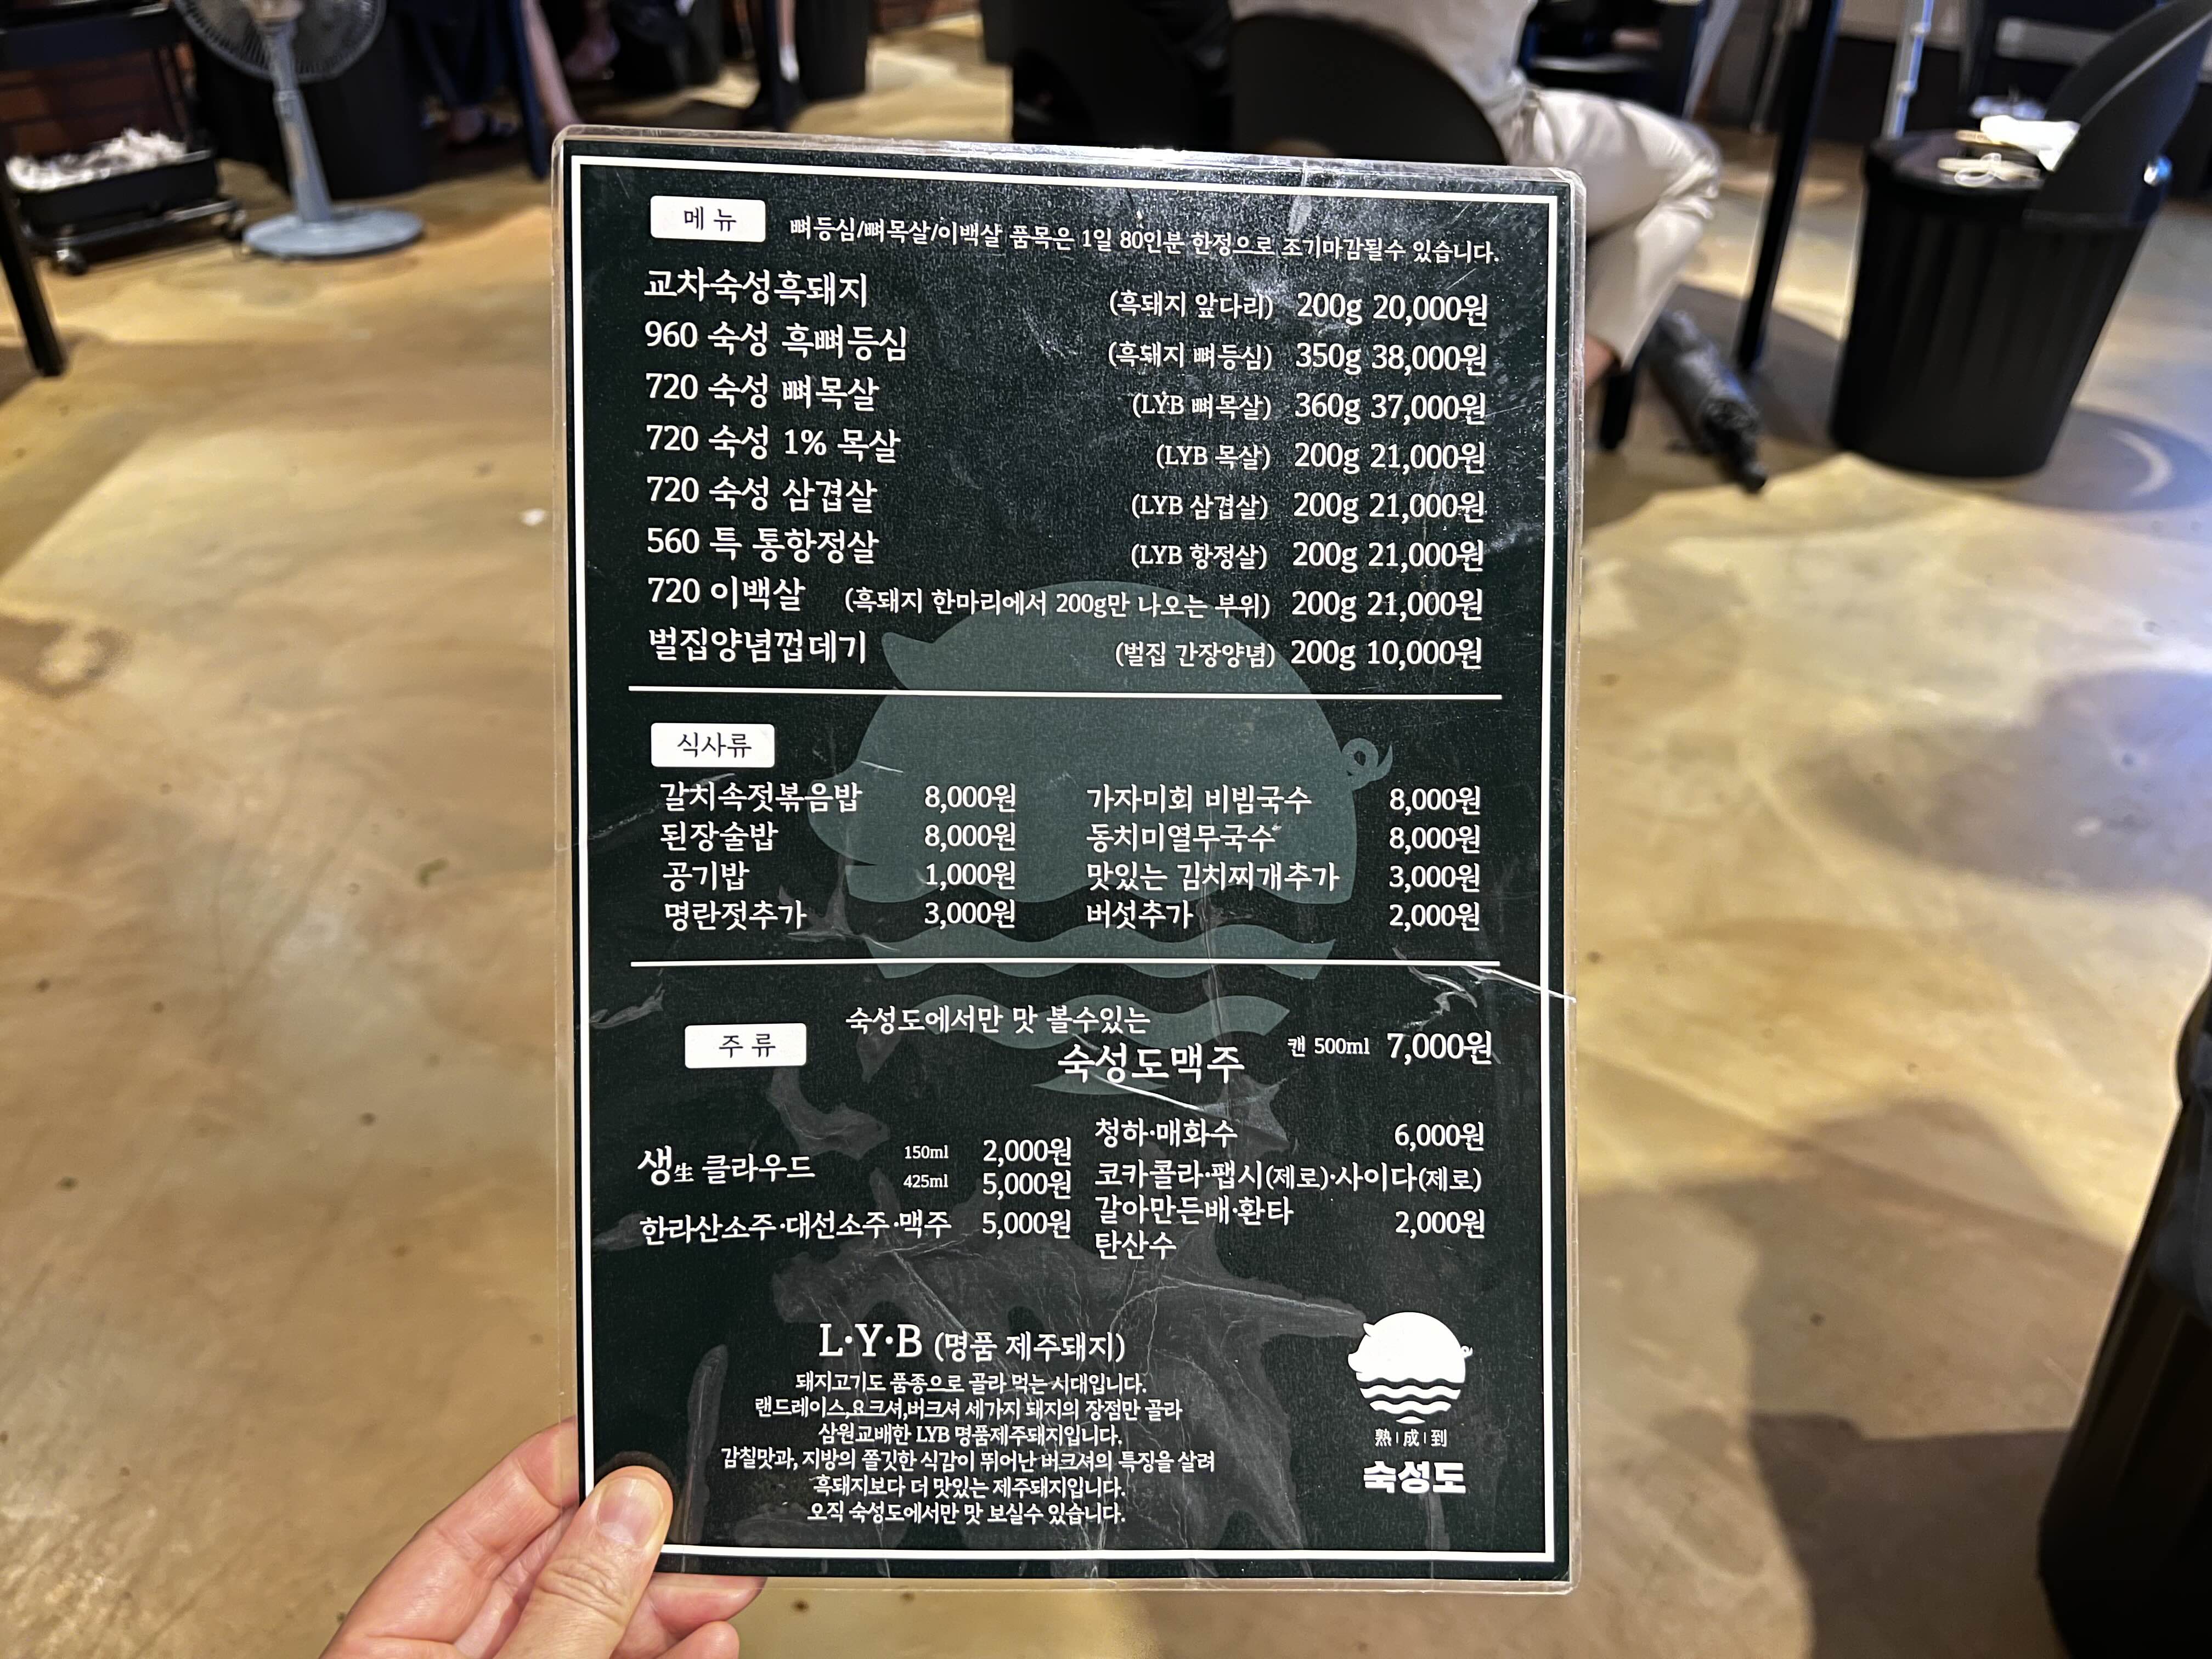 메뉴
뼈등심/뼈목살/이백살 품목은 1일 80인분 한정으로 조기마감될수 있습니다.
교차숙성흑돼지 (흑돼지 앞다리) 200g 20,000원
960 숙성 흑뼈등심 (흑돼지 뼈등심) 350g 38,000원
720 숙성 뼈목살 (LYB 뼈목살) 360g 37,000원
720 숙성 1% 목살 (LYB 목살) 200g 21,000원
720 숙성 삼겹살 (LYB 삼겹살) 200g 21,000원
560 특 통항정살 (LYB 항정살) 200g 21,000원
720 이백살 (흑돼지 한마리에서 200g만 나오는 부위) 200g 21,000원
벌집양념껍데기 (벌집 간장양념) 200g 10,000원
식사류
갈치속젓볶음밥 8,000원 가자미회 비빔국수 8,000원
된장술밥 8,000원 동치미열무국수 8,000원
공기밥 1,000원 맛있는 김치찌개추가 3,000원
명란젓추가 3,000원 버섯추가 2,000원
주류
숙성도에서만 맛 볼수있는
숙성도맥주 캔 500ml 7,000원
생生 클라우드 150ml 2,000원
425ml 5,000원
한라산소주·대선소주·맥주 5,000원
청하·매화수 6,000원
코카콜라·팹시(제로)·사이다(제로)
갈아만든배·환타 2,000원
탄산수
L·Y·B (명품 제주돼지)
돼지고기도 품종으로 골라 먹는 시대입니다.
랜드레이스,요크셔,버크셔 세가지 돼지의 장점만 골라
삼원교배한 LYB 명품제주돼지입니다.
감칠맛과, 지방의 쫄깃한 식감이 뛰어난 버크셔의 특징을 살려
흑돼지보다 더 맛있는 제주돼지입니다.
오직 숙성도에서만 맛 보실수 있습니다.
熟|成|到
숙성도